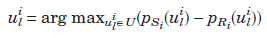 u_l^i = arg max_{u_l^i ∈ U} (p_{S_i}(u_l^i) − p_{R_i}(u_l^i))